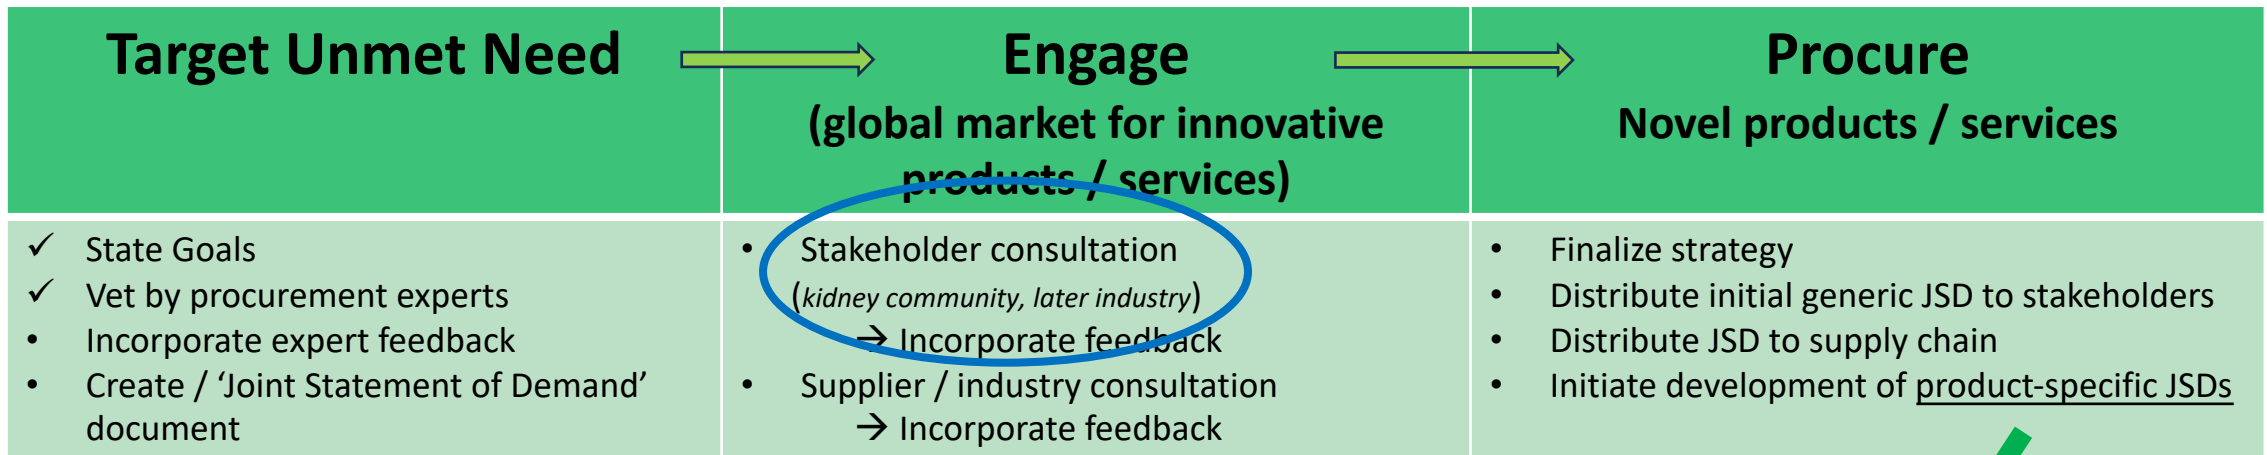 Target Unmet Need
Engage
(global market for innovative
products / services)
Procure
Novel products / services
✓ State Goals
✓ Vet by procurement experts
• Incorporate expert feedback
• Create / ‘Joint Statement of Demand’
document
• Stakeholder consultation
(kidney community, later industry)
→ Incorporate feedback
• Supplier / industry consultation
→ Incorporate feedback
• Finalize strategy
• Distribute initial generic JSD to stakeholders
• Distribute JSD to supply chain
• Initiate development of product-specific JSDs